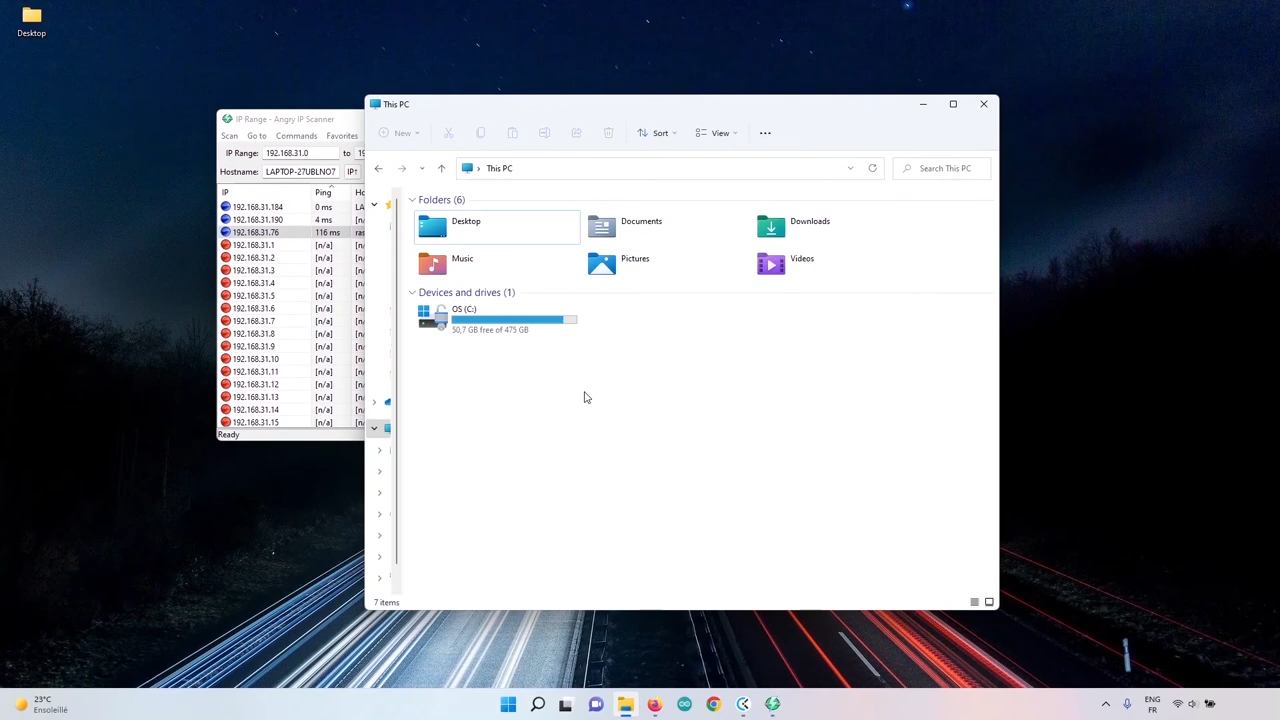 Desktop
IP Range - Angry IP Scanner
Scan Go to Commands Favorites
IP Range: 192.168.31.0 to 19
Hostname: LAPTOP-27UBLNO7 IP↑
IP Ping Ho
192.168.31.184 0 ms LA
192.168.31.190 4 ms [n
192.168.31.76 116 ms ras
192.168.31.1 [n/a] [n
192.168.31.2 [n/a] [n
192.168.31.3 [n/a] [n
192.168.31.4 [n/a] [n
192.168.31.5 [n/a] [n
192.168.31.6 [n/a] [n
192.168.31.7 [n/a] [n
192.168.31.8 [n/a] [n
192.168.31.9 [n/a] [n
192.168.31.10 [n/a] [n
192.168.31.11 [n/a] [n
192.168.31.12 [n/a] [n
192.168.31.13 [n/a] [n
192.168.31.14 [n/a] [n
192.168.31.15 [n/a] [n
Ready
This PC
New Sort View
This PC
Search This PC
Folders (6)
Desktop Documents Downloads
Music Pictures Videos
Devices and drives (1)
OS (C:)
50,7 GB free of 475 GB
7 items
23°C
Ensoleillé
ENG
FR